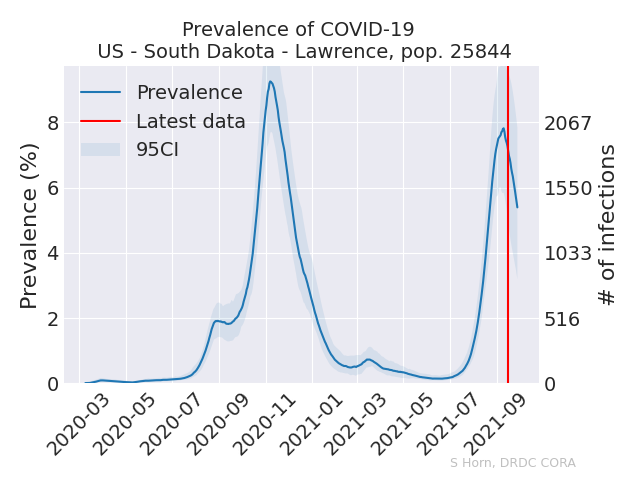 Prevalence of COVID-19
US - South Dakota - Lawrence, pop. 25844
Prevalence
Latest data
95CI
Prevalence (%)
8
6
4
2
0
2067
1550
1033
516
0
# of infections
2020-03
2020-05
2020-07
2020-09
2020-11
2021-01
2021-03
2021-05
2021-07
2021-09
S Horn, DRDC CORA